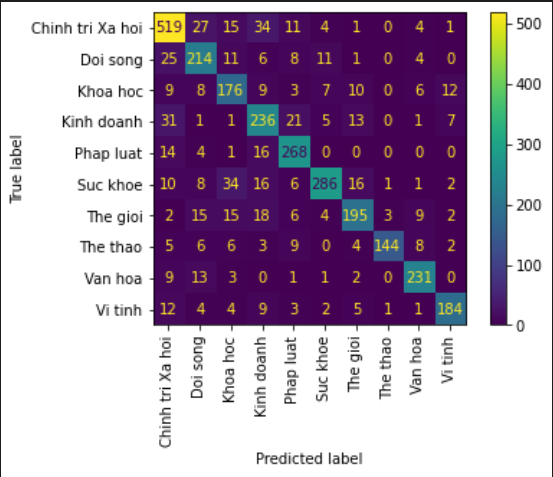 Chinh tri Xa hoi 519 27 15 34 11 4 1 0 4 1
Doi song 25 214 11 6 8 11 1 0 4 0
Khoa hoc 9 8 176 9 3 7 10 0 6 12
Kinh doanh 31 1 1 236 21 5 13 0 1 7
Phap luat 14 4 1 16 268 0 0 0 0 0
Suc khoe 10 8 34 16 6 286 16 1 1 2
The gioi 2 15 15 18 6 4 195 3 9 2
The thao 5 6 6 3 9 0 4 144 8 2
Van hoa 9 13 3 0 1 1 2 0 231 0
Vi tinh 12 4 4 9 3 2 5 1 1 184
True label
Chinh tri Xa hoi
Doi song
Khoa hoc
Kinh doanh
Phap luat
Suc khoe
The gioi
The thao
Van hoa
Vi tinh
Predicted label
500
400
300
200
100
0